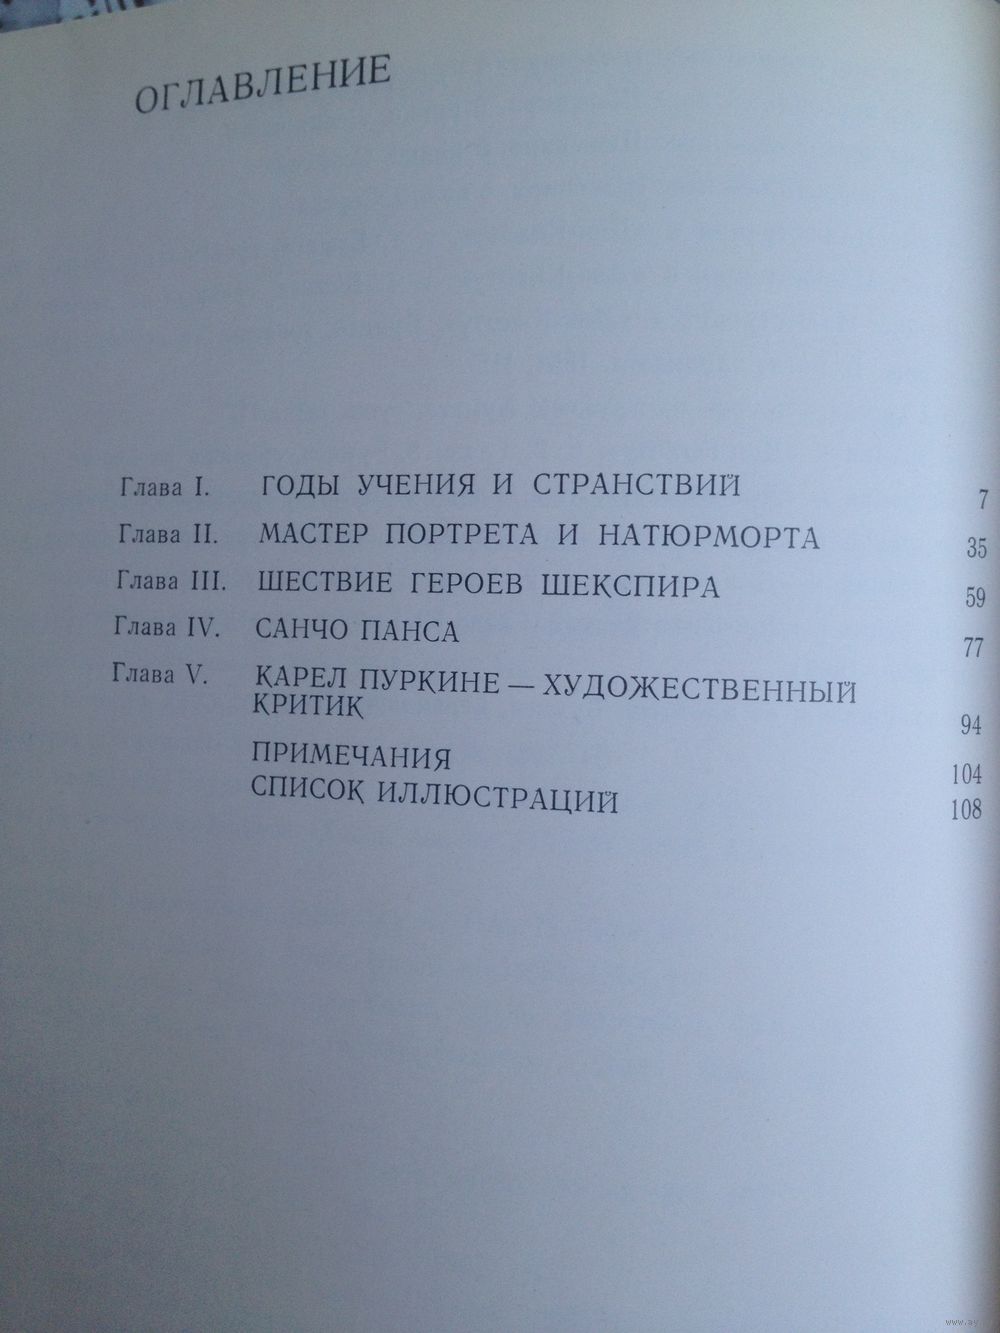 ОГЛАВЛЕНИЕ
Глава I. ГОДЫ УЧЕНИЯ И СТРАНСТВИЙ 7
Глава II. МАСТЕР ПОРТРЕТА И НАТЮРМОРТА 35
Глава III. ШЕСТВИЕ ГЕРОЕВ ШЕКСПИРА 59
Глава IV. САНЧО ПАНСА 77
Глава V. КАРЕЛ ПУРКИНЕ — ХУДОЖЕСТВЕННЫЙ
КРИТИК 94
ПРИМЕЧАНИЯ 104
СПИСОК ИЛЛЮСТРАЦИЙ 108